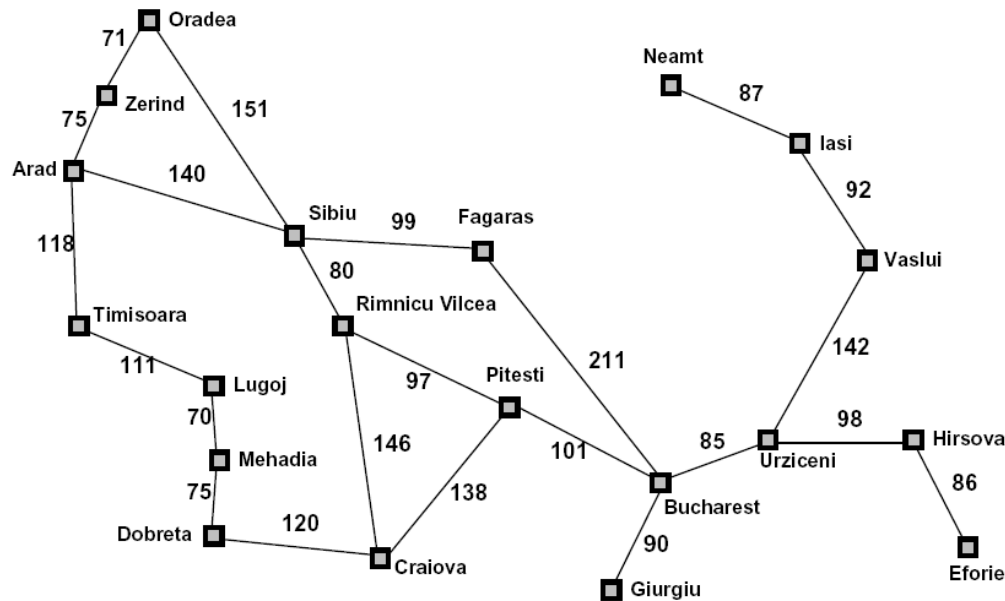 Oradea
71
Neamt
87
Zerind
75
151
Iasi
Arad
140
92
Sibiu
99
Fagaras
118
80
Vaslui
Timisoara
Rimnicu Vilcea
142
111
211
Lugoj
97
Pitesti
70
98
Hirsova
146
101
85
Mehadia
Urziceni
138
86
75
Bucharest
120
Dobreta
90
Craiova
Eforie
Giurgiu